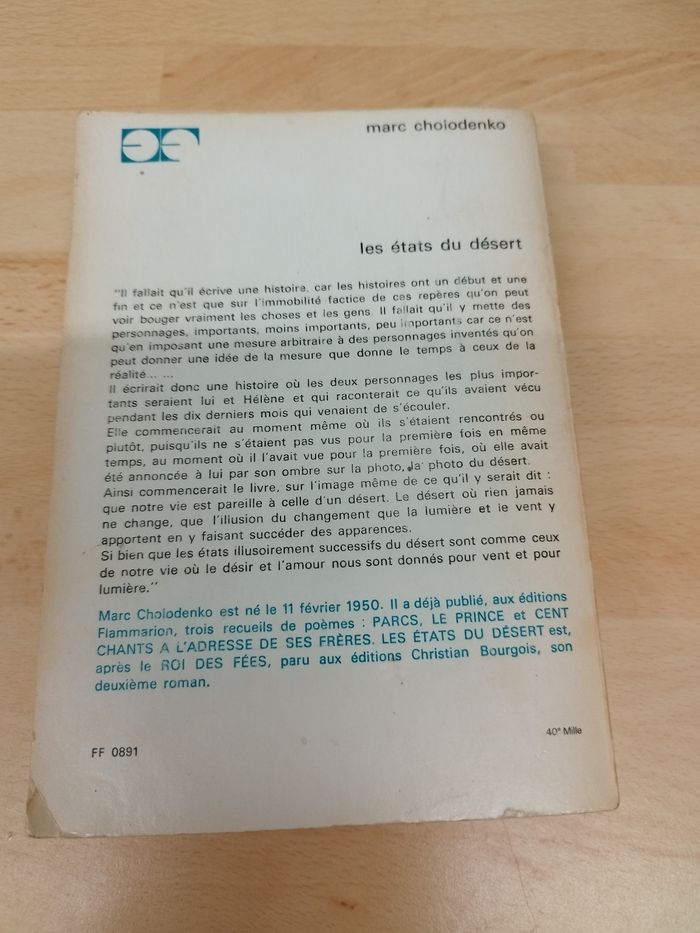 marc cholodenko
les états du désert
"Il fallait qu'il écrive une histoire, car les histoires ont un début et une
fin et ce n'est que sur l'immobilité factice de ces repères qu'on peut
voir bouger vraiment les choses et les gens. Il fallait qu'il y mette des
personnages, importants, moins importants, peu importants car ce n'est
qu'en imposant une mesure arbitraire à des personnages inventés qu'on
peut donner une idée de la mesure que donne le temps à ceux de la
réalité... ...
Il écrirait donc une histoire où les deux personnages les plus impor-
tants seraient lui et Hélène et qui raconterait ce qu'ils avaient vécu
pendant les dix derniers mois qui venaient de s'écouler.
Elle commencerait au moment même où ils s'étaient rencontrés ou
plutôt, puisqu'ils ne s'étaient pas vus pour la première fois en même
temps, au moment où il l'avait vue pour la première fois, où elle avait
été annoncée à lui par son ombre sur la photo, la photo du désert.
Ainsi commencerait le livre, sur l'image même de ce qu'il y serait dit :
que notre vie est pareille à celle d'un désert. Le désert où rien jamais
ne change, que l'illusion du changement que la lumière et le vent y
apportent en y faisant succéder des apparences.
Si bien que les états illusoirement successifs du désert sont comme ceux
de notre vie où le désir et l'amour nous sont donnés pour vent et pour
lumière."
Marc Cholodenko est né le 11 février 1950. Il a déjà publié, aux éditions
Flammarion, trois recueils de poèmes : PARCS, LE PRINCE et CENT
CHANTS A L'ADRESSE DE SES FRÈRES. LES ÉTATS DU DÉSERT est,
après le ROI DES FÉES, paru aux éditions Christian Bourgois, son
deuxième roman.
40e Mille
FF 0891